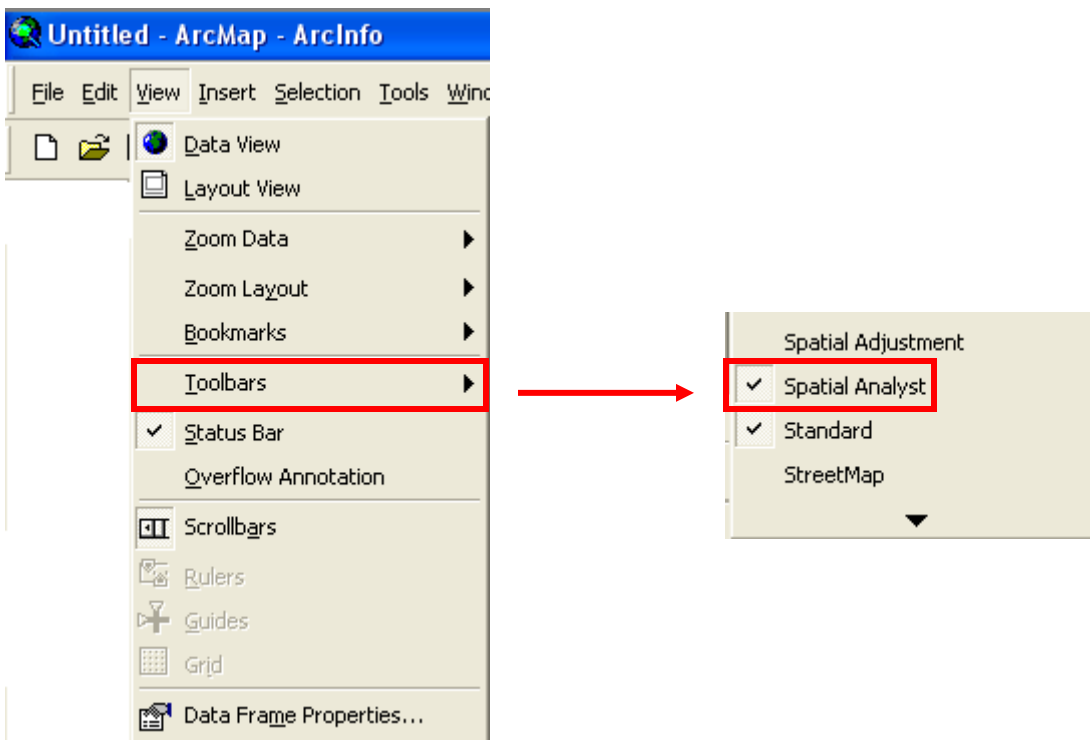 Untitled - ArcMap - ArcInfo
File Edit View Insert Selection Tools
Data View
Layout View
Zoom Data
Zoom Layout
Bookmarks
Toolbars
Status Bar
Overflow Annotation
Scrollbars
Rulers
Guides
Grid
Data Frame Properties...
Spatial Adjustment
Spatial Analyst
Standard
StreetMap